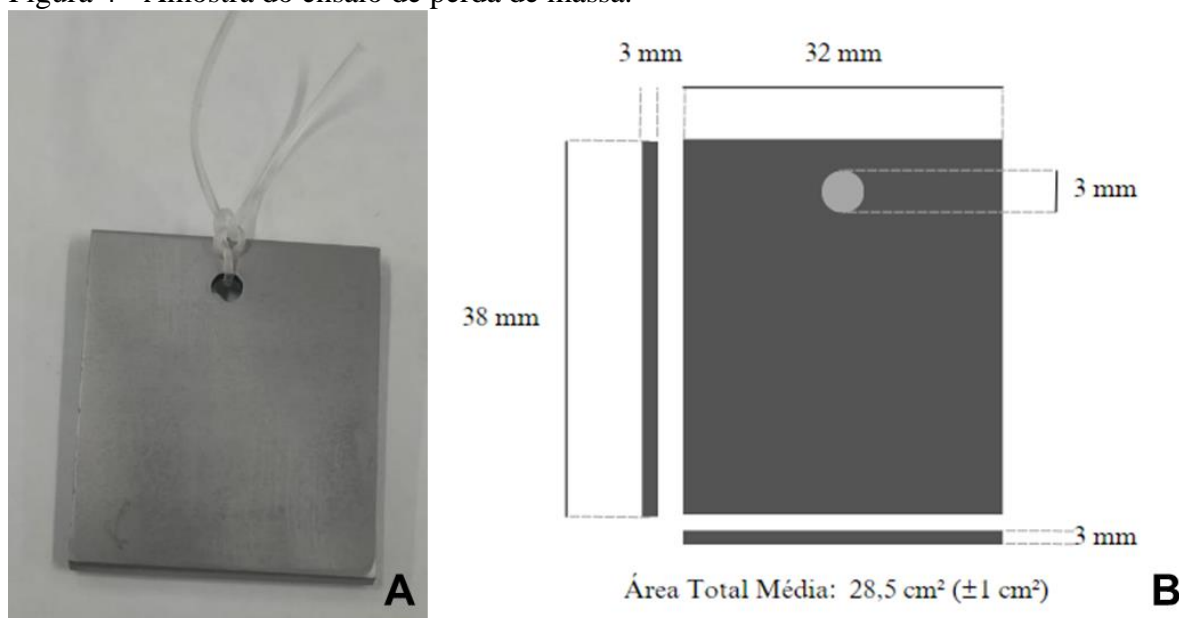 Figura 4 - Amostra do ensaio de perda de massa.
3 mm
32 mm
3 mm
38 mm
3 mm
Área Total Média: 28,5 cm² (±1 cm²)
A
B